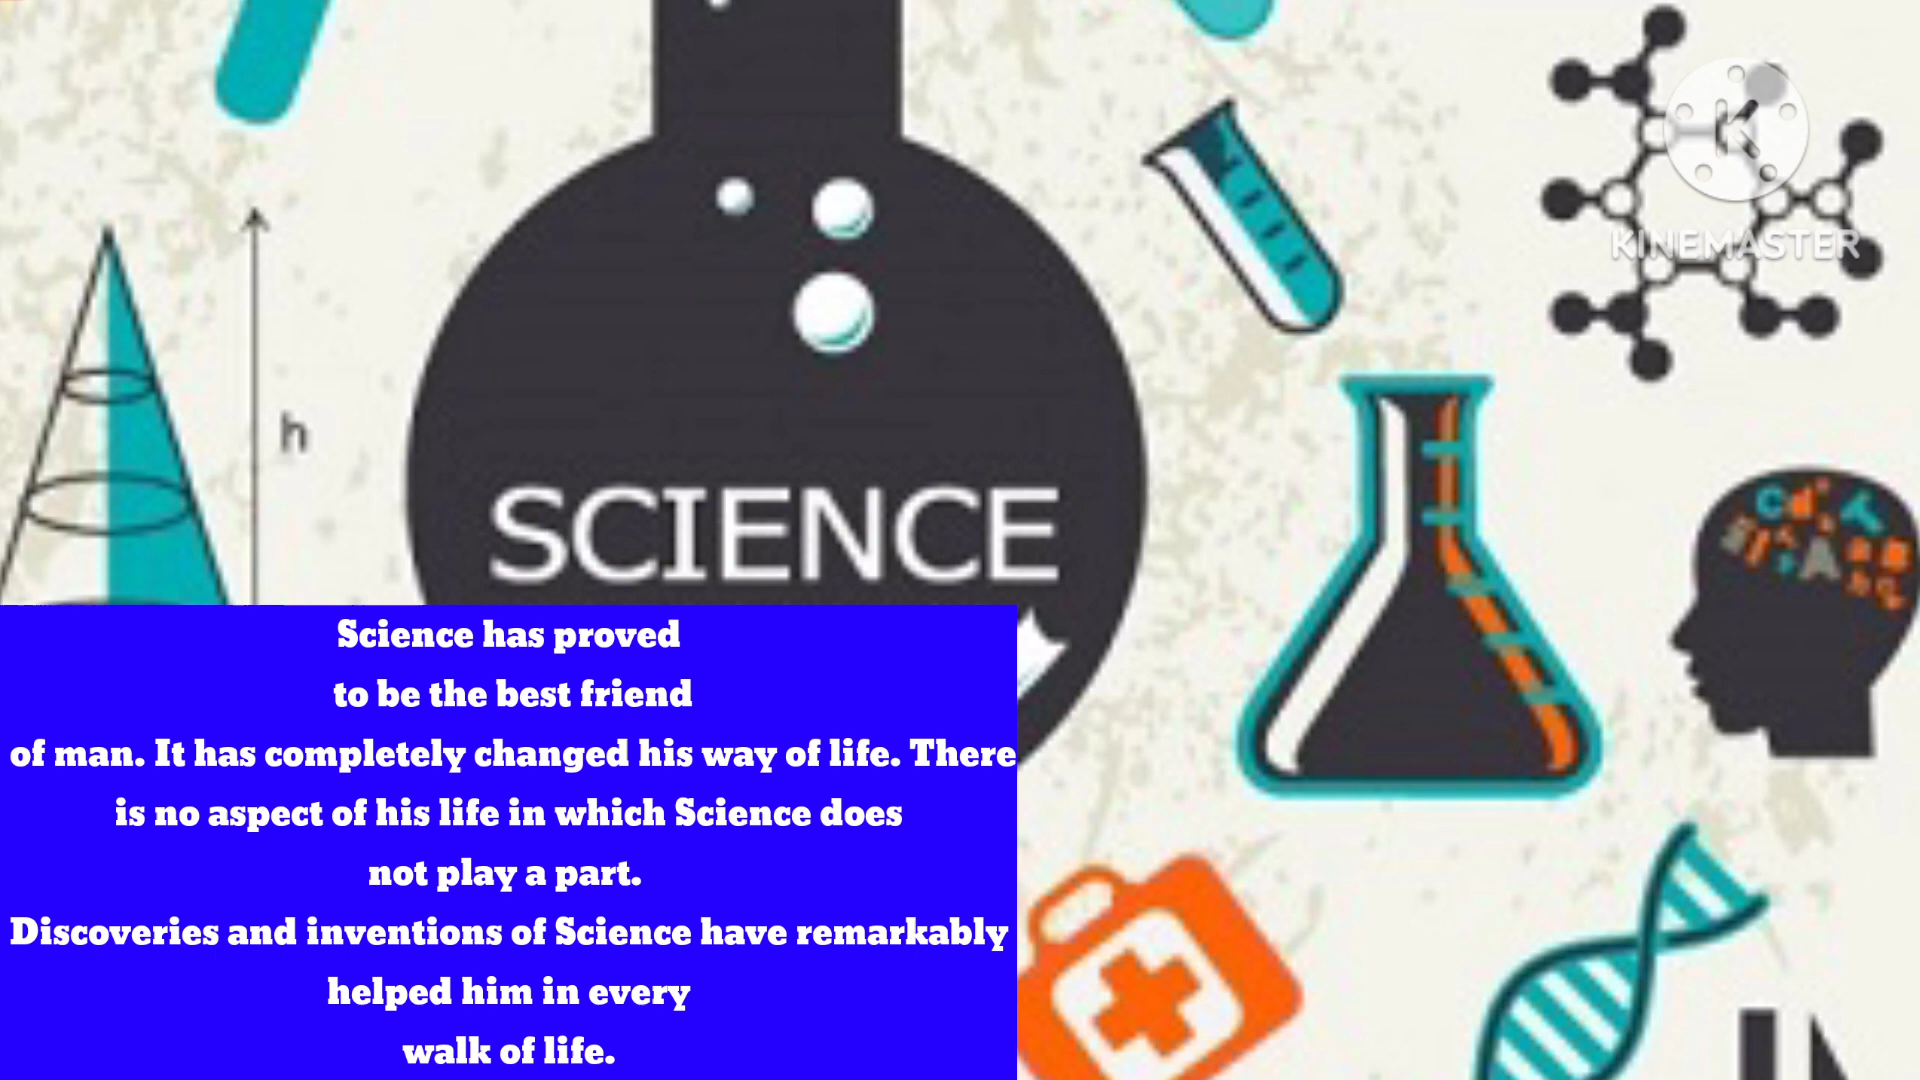 KINEMASTER
h
SCIENCE
Science has proved
to be the best friend
of man. It has completely changed his way of life. There
is no aspect of his life in which Science does
not play a part.
Discoveries and inventions of Science have remarkably
helped him in every
walk of life.